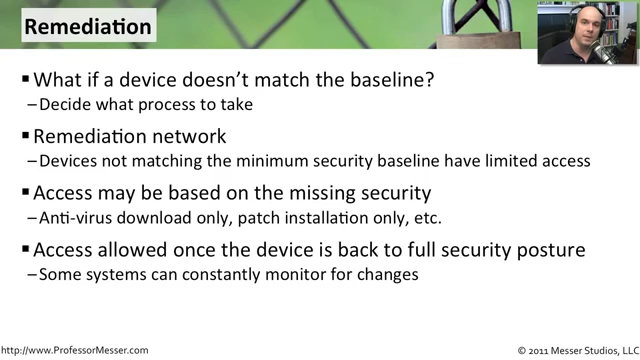 Remediation
▪What if a device doesn't match the baseline?
–Decide what process to take
▪Remediation network
–Devices not matching the minimum security baseline have limited access
▪Access may be based on the missing security
–Anti-virus download only, patch installation only, etc.
▪Access allowed once the device is back to full security posture
–Some systems can constantly monitor for changes
http://www.ProfessorMesser.com
© 2011 Messer Studios, LLC